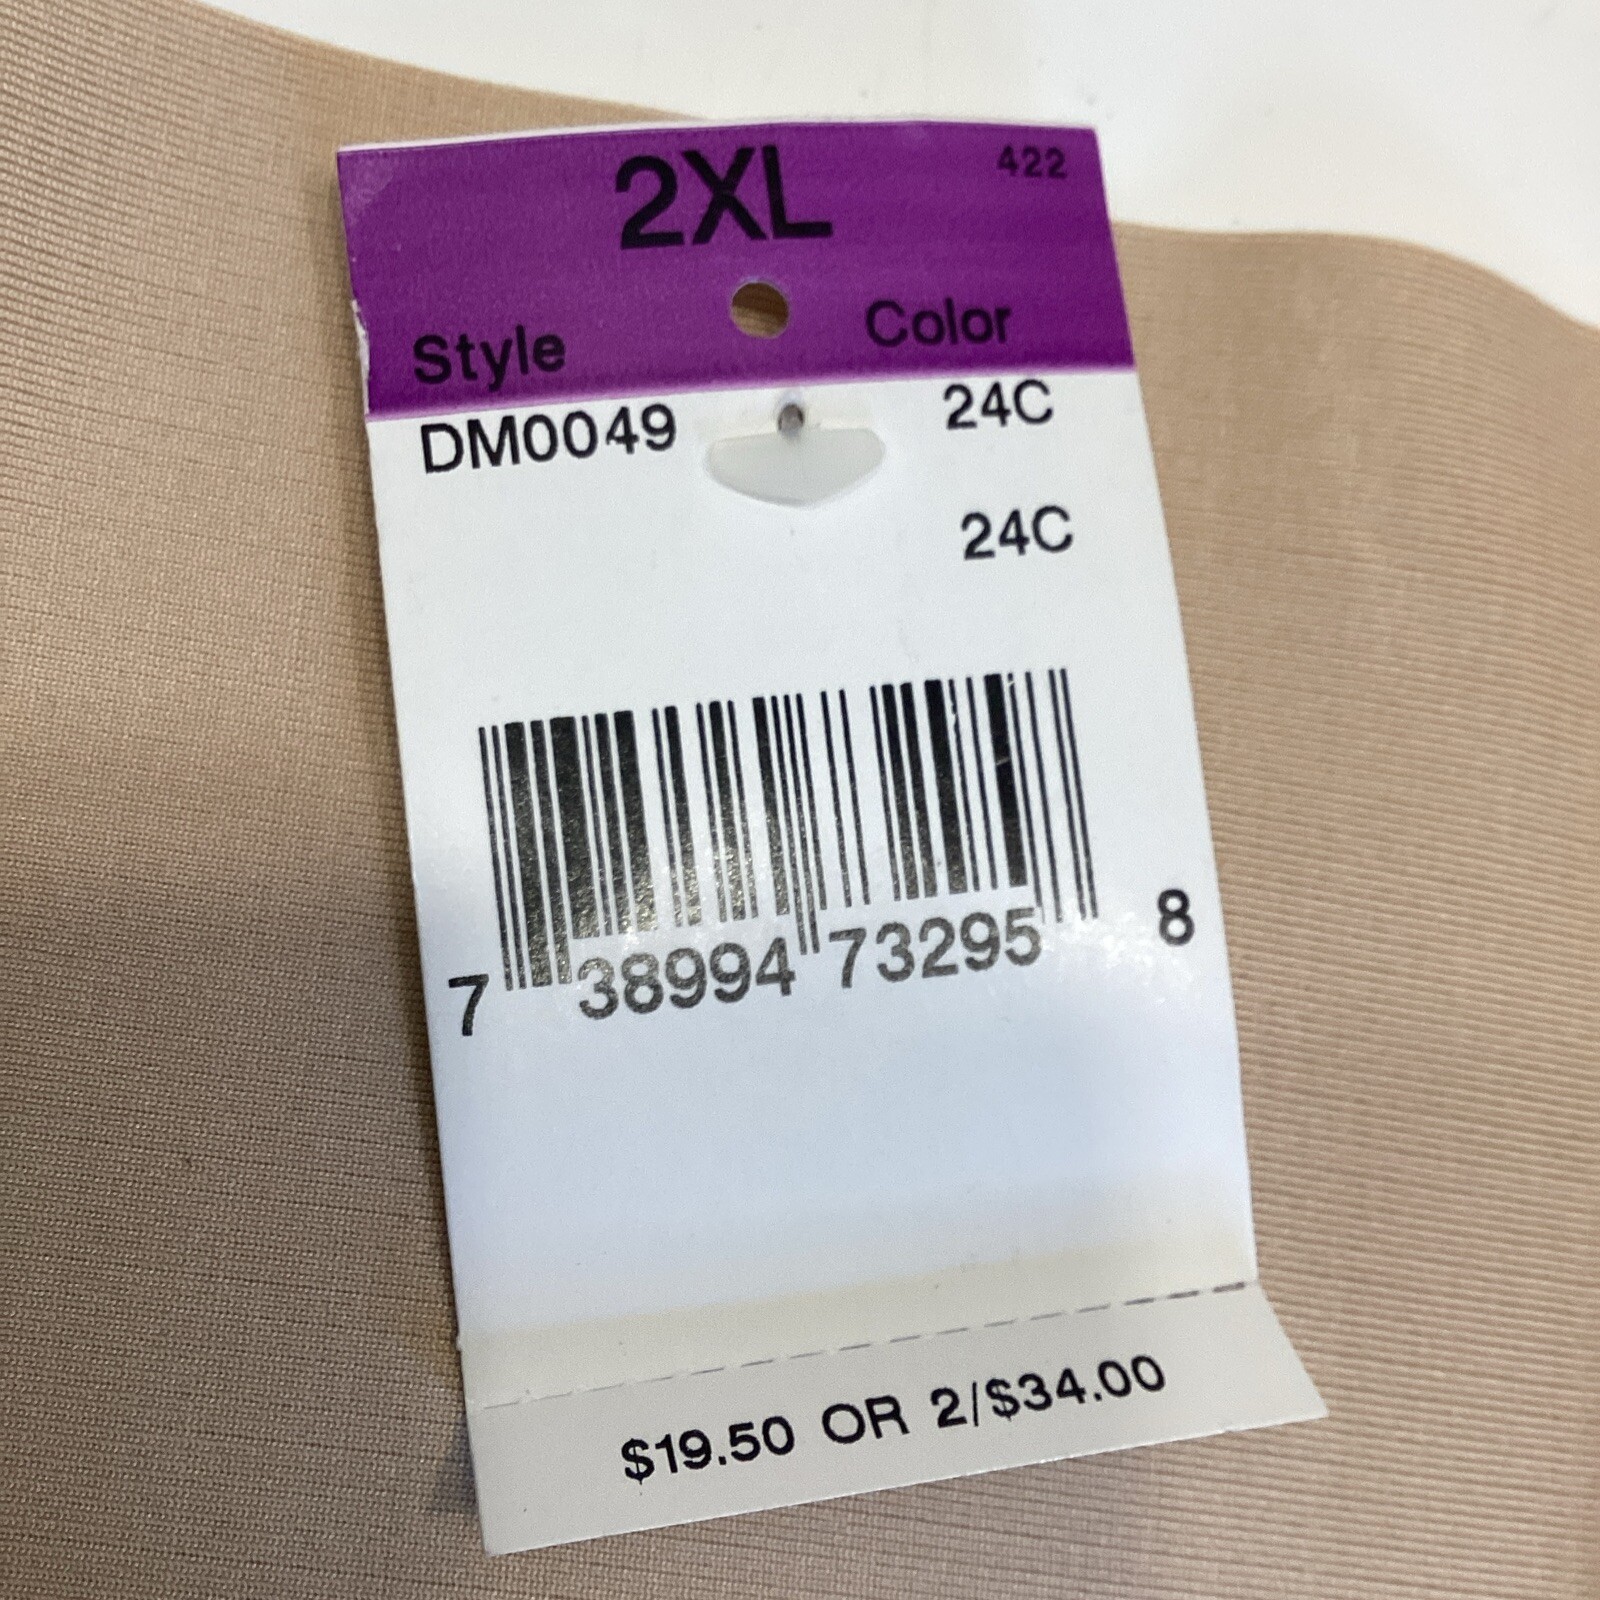 2XL
422
Style
Color
DM0049
24C
24C
7 38994 73295 8
$19.50 OR 2/$34.00